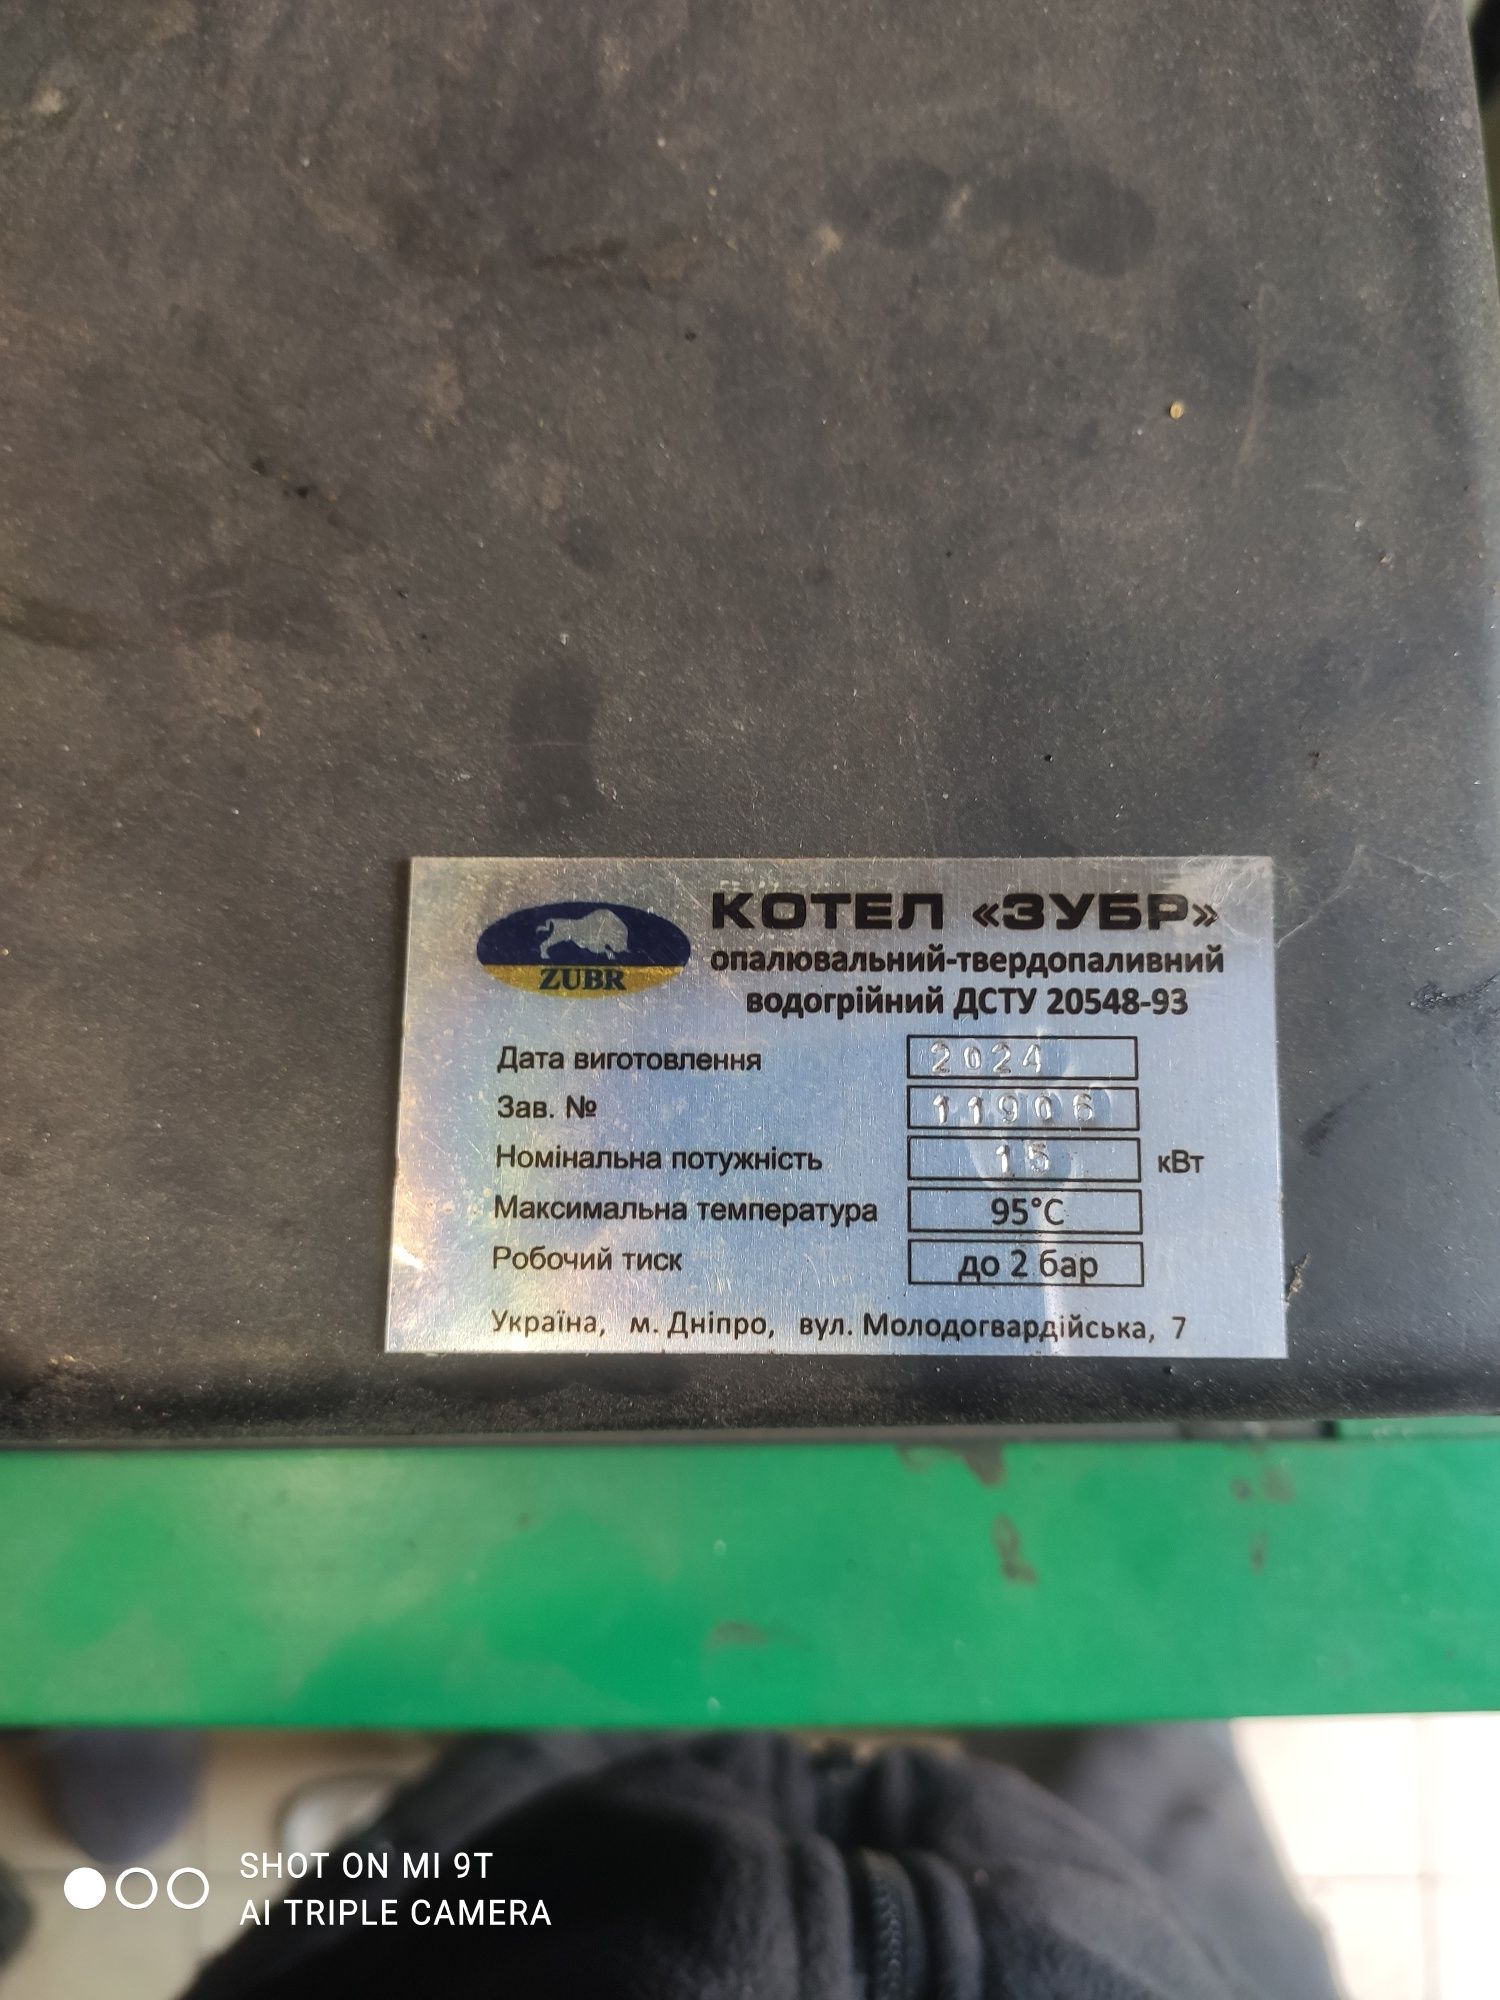 ZUBR
КОТЕЛ «ЗУБР»
опалювальний-твердопаливний
водогрійний ДСТУ 20548-93
Дата виготовлення 2024
Зав. № 11906
Номінальна потужність 15 кВт
Максимальна температура 95°C
Робочий тиск до 2 бар
Україна, м. Дніпро, вул. Молодогвардійська, 7
SHOT ON MI 9T
AI TRIPLE CAMERA